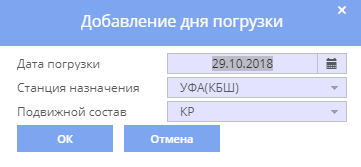 Добавление дня погрузки
Дата погрузки 29.10.2018
Станция назначения УФА(КБШ)
Подвижной состав КР
ОК Отмена